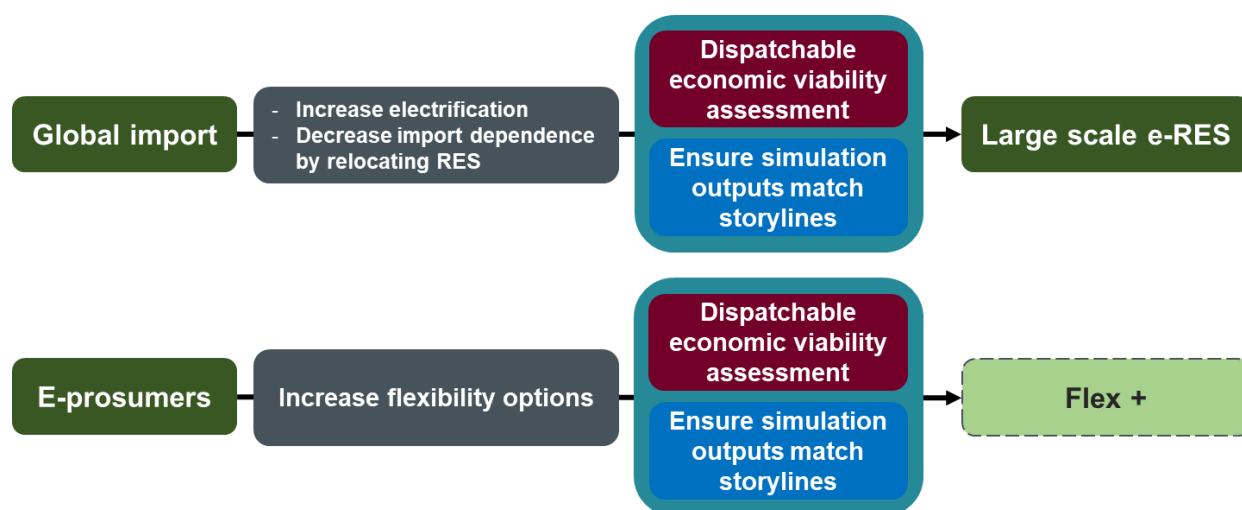 Global import
- Increase electrification
- Decrease import dependence
by relocating RES
Dispatchable
economic viability
assessment
Ensure simulation
outputs match
storylines
Large scale e-RES
E-prosumers
Increase flexibility options
Dispatchable
economic viability
assessment
Ensure simulation
outputs match
storylines
Flex +